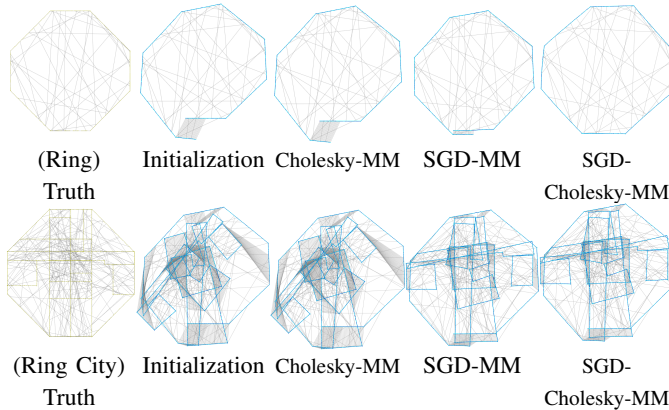 (Ring) Truth
Initialization
Cholesky-MM
SGD-MM
SGD-
Cholesky-MM
(Ring City) Truth
Initialization
Cholesky-MM
SGD-MM
SGD-
Cholesky-MM